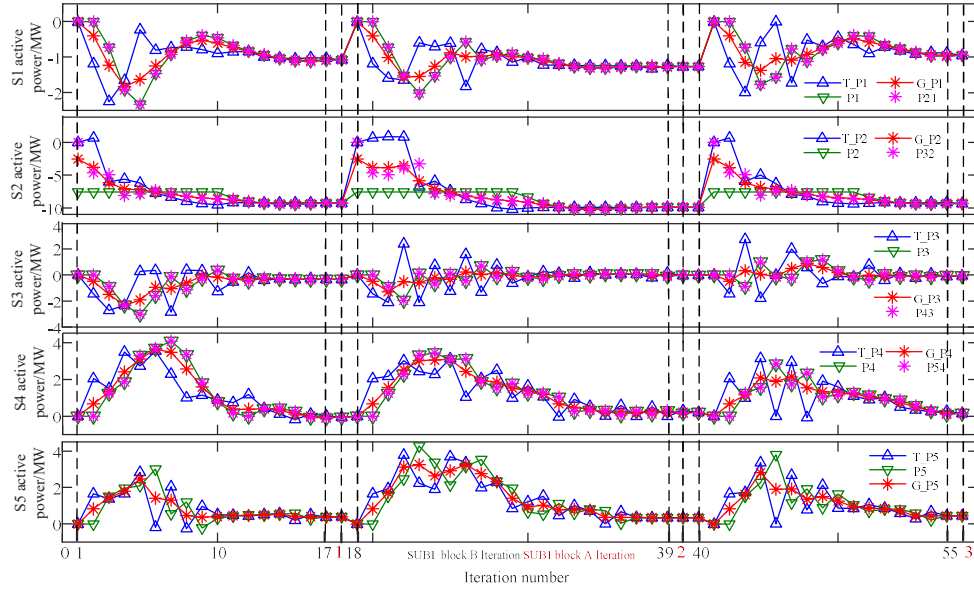 S1 active
power/MW
0
-1
-2
T_P1
G_P1
P1
P21
S2 active
power/MW
0
-5
-10
T_P2
G_P2
P2
P32
S3 active
power/MW
4
2
0
-2
-4
T_P3
P3
G_P3
P43
S4 active
power/MW
4
2
0
T_P4
G_P4
P4
P54
S5 active
power/MW
4
2
0
T_P5
P5
G_P5
0 1 10 17 1 18 SUB1 block B Iteration/SUB1 block A Iteration 39 2 40 55 3
Iteration number